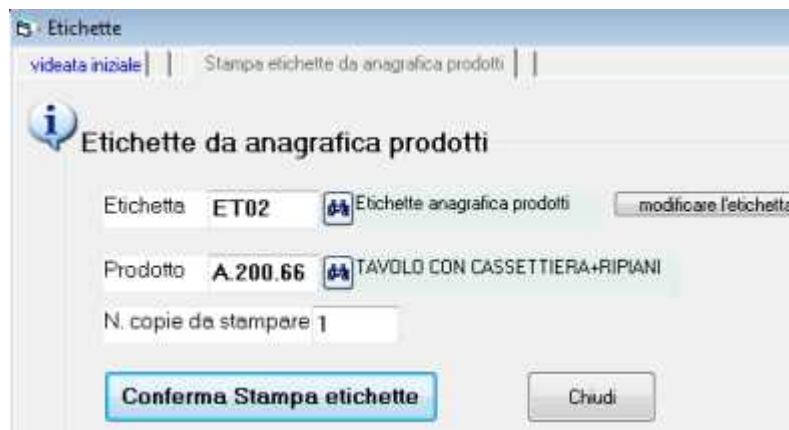 Etichette
videata iniziale Stampa etichette da anagrafica prodotti
Etichette da anagrafica prodotti
Etichetta ET02 Etichette anagrafica prodotti modificare l'etichetta
Prodotto A.200.66 TAVOLO CON CASSETTIERA+RIPIANI
N. copie da stampare 1
Conferma Stampa etichette Chiudi